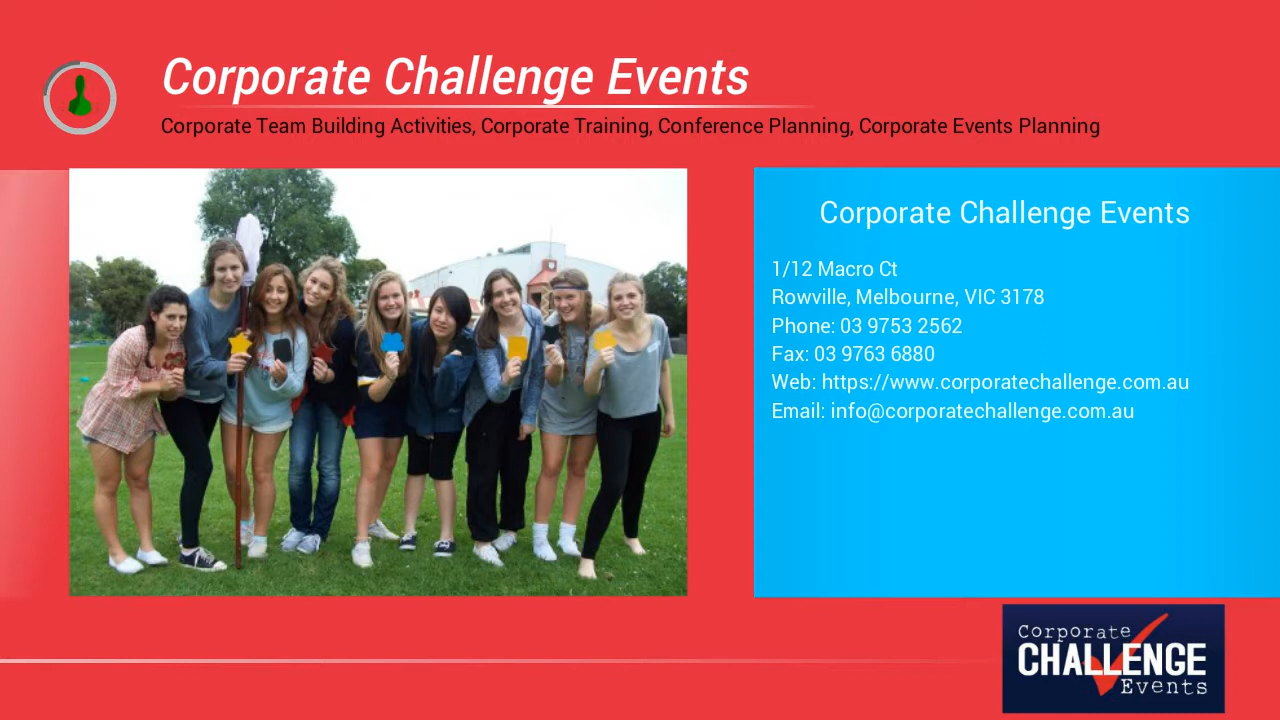 Corporate Challenge Events
Corporate Team Building Activities, Corporate Training, Conference Planning, Corporate Events Planning
Corporate Challenge Events
1/12 Macro Ct
Rowville, Melbourne, VIC 3178
Phone: 03 9753 2562
Fax: 03 9763 6880
Web: https://www.corporatechallenge.com.au
Email: info@corporatechallenge.com.au
Corporate
CHALLENGE
Events